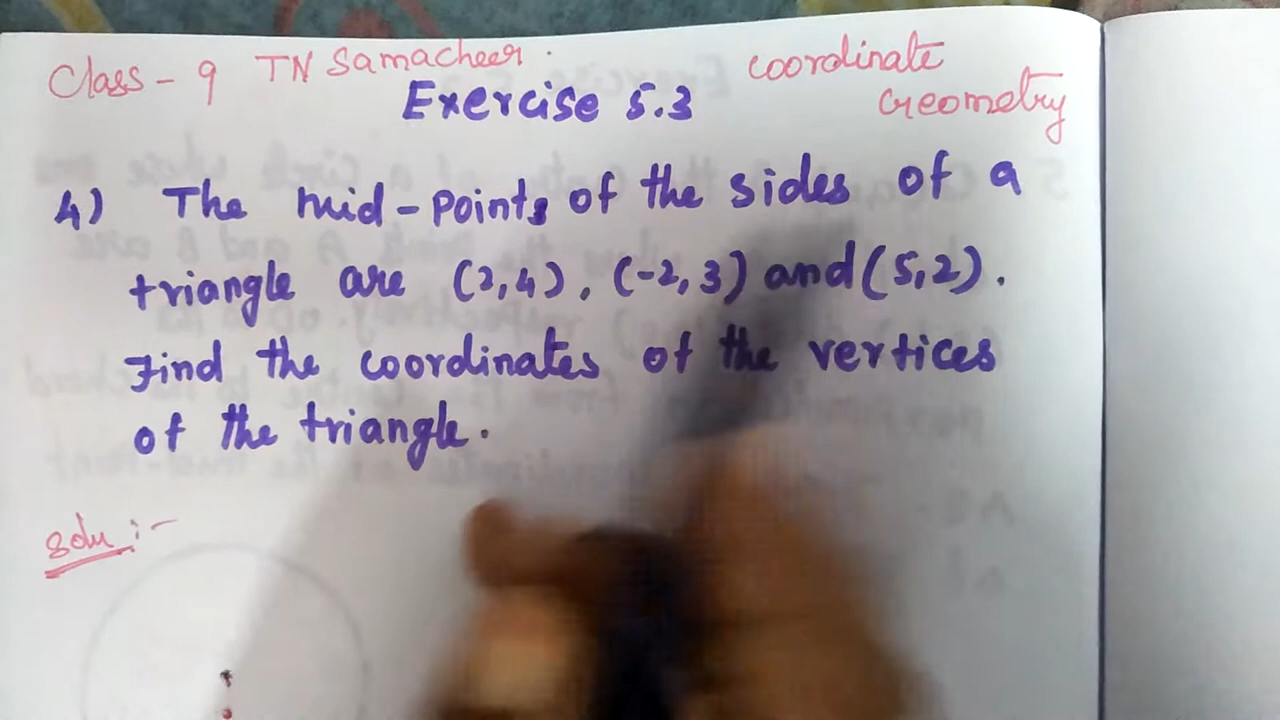 Class - 9 TN Samacheer.
coordinate
Geometry
Exercise 5.3
4) The mid-points of the sides of a
triangle are (2,4), (-2,3) and (5,2).
Find the coordinates of the vertices
of the triangle.
Solu :-